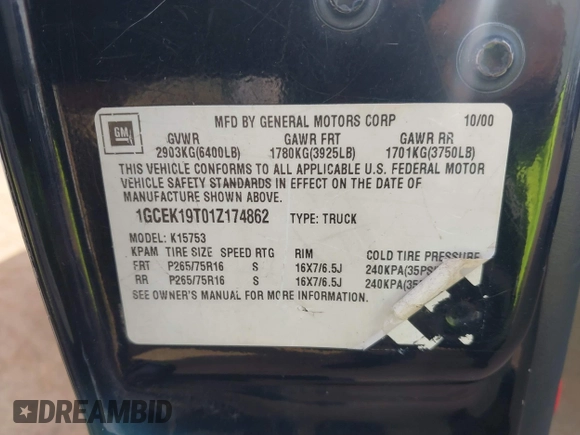 MFD BY GENERAL MOTORS CORP 10/00
GM
GVWR GAWR FRT GAWR RR
2903KG(6400LB) 1780KG(3925LB) 1701KG(3750LB)
THIS VEHICLE CONFORMS TO ALL APPLICABLE U.S. FEDERAL MOTOR
VEHICLE SAFETY STANDARDS IN EFFECT ON THE DATE OF
MANUFACTURE SHOWN ABOVE.
1GCEK19T01Z174862 TYPE: TRUCK
MODEL: K15753
KPAM TIRE SIZE SPEED RTG RIM COLD TIRE PRESSURE
FRT P265/75R16 S 16X7/6.5J 240KPA(35PS
RR P265/75R16 S 16X7/6.5J 240KPA(35
SEE OWNER'S MANUAL FOR MORE INFORMATION.
DREAMBID